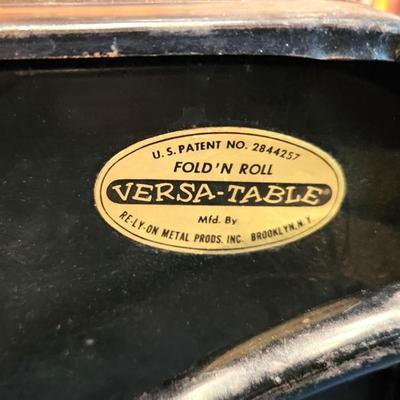 U.S. PATENT NO. 2844257
FOLD'N ROLL
VERSA-TABLE®
Mfd. By
RE-LY-ON METAL PRODS. INC. BROOKLYN, N.Y.